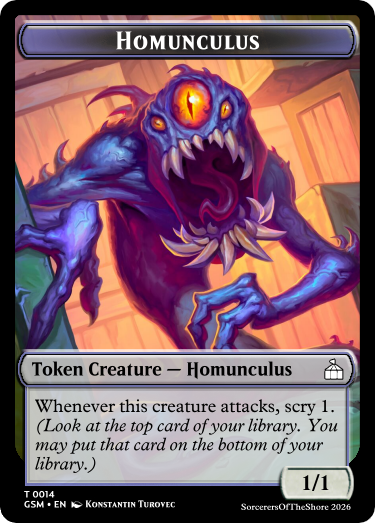 Homunculus
Token Creature — Homunculus
Whenever this creature attacks, scry 1.
(Look at the top card of your library. You
may put that card on the bottom of your
library.)
1/1
T 0014
GSM • EN Konstantin Turovec
SorcerersOfTheShore 2026